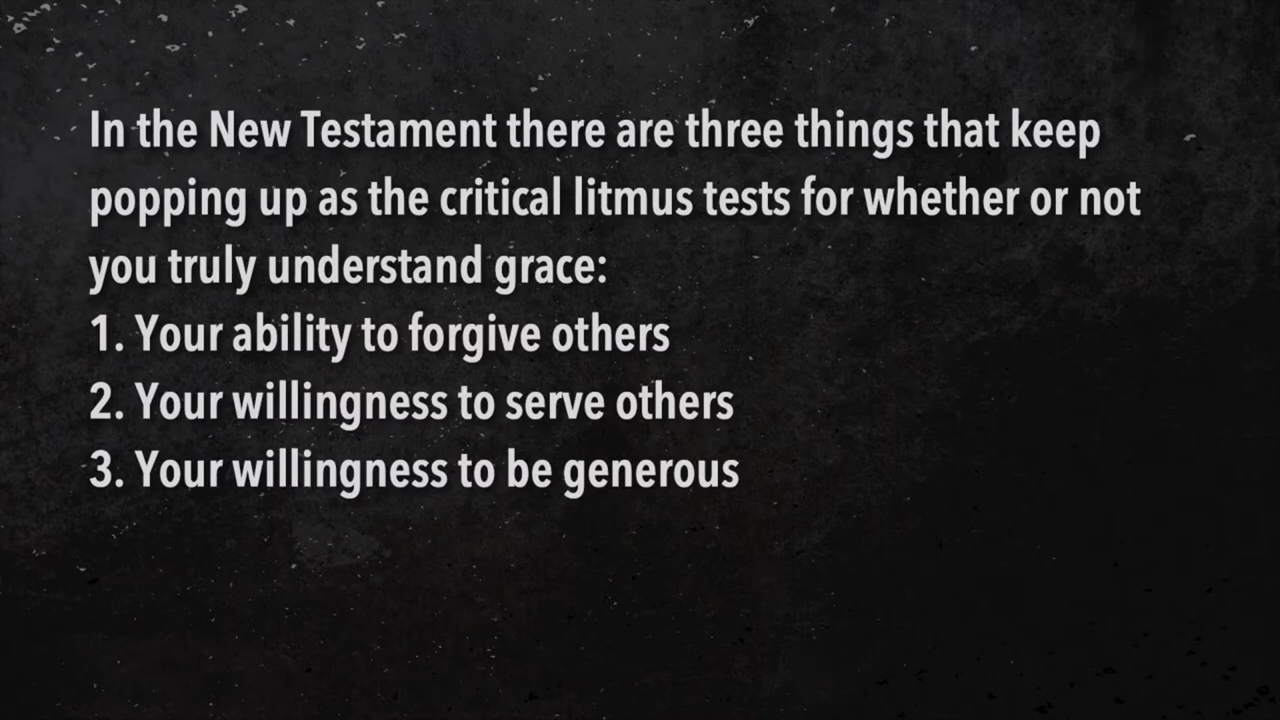 In the New Testament there are three things that keep
popping up as the critical litmus tests for whether or not
you truly understand grace:
1. Your ability to forgive others
2. Your willingness to serve others
3. Your willingness to be generous